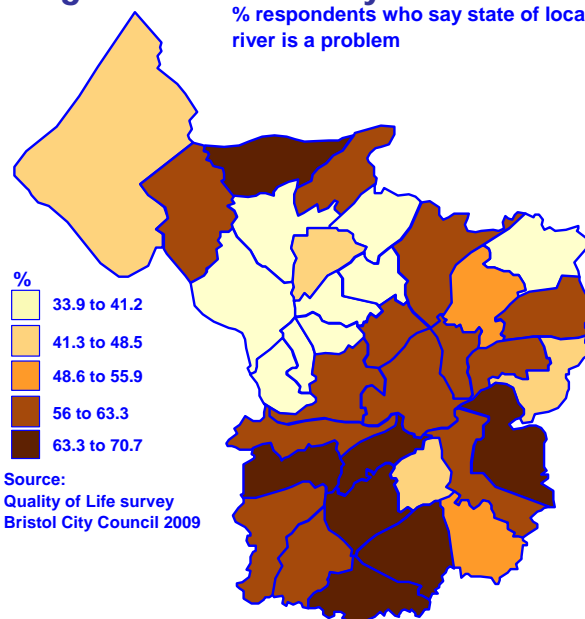 % respondents who say state of loca
river is a problem
%
33.9 to 41.2
41.3 to 48.5
48.6 to 55.9
56 to 63.3
63.3 to 70.7
Source:
Quality of Life survey
Bristol City Council 2009